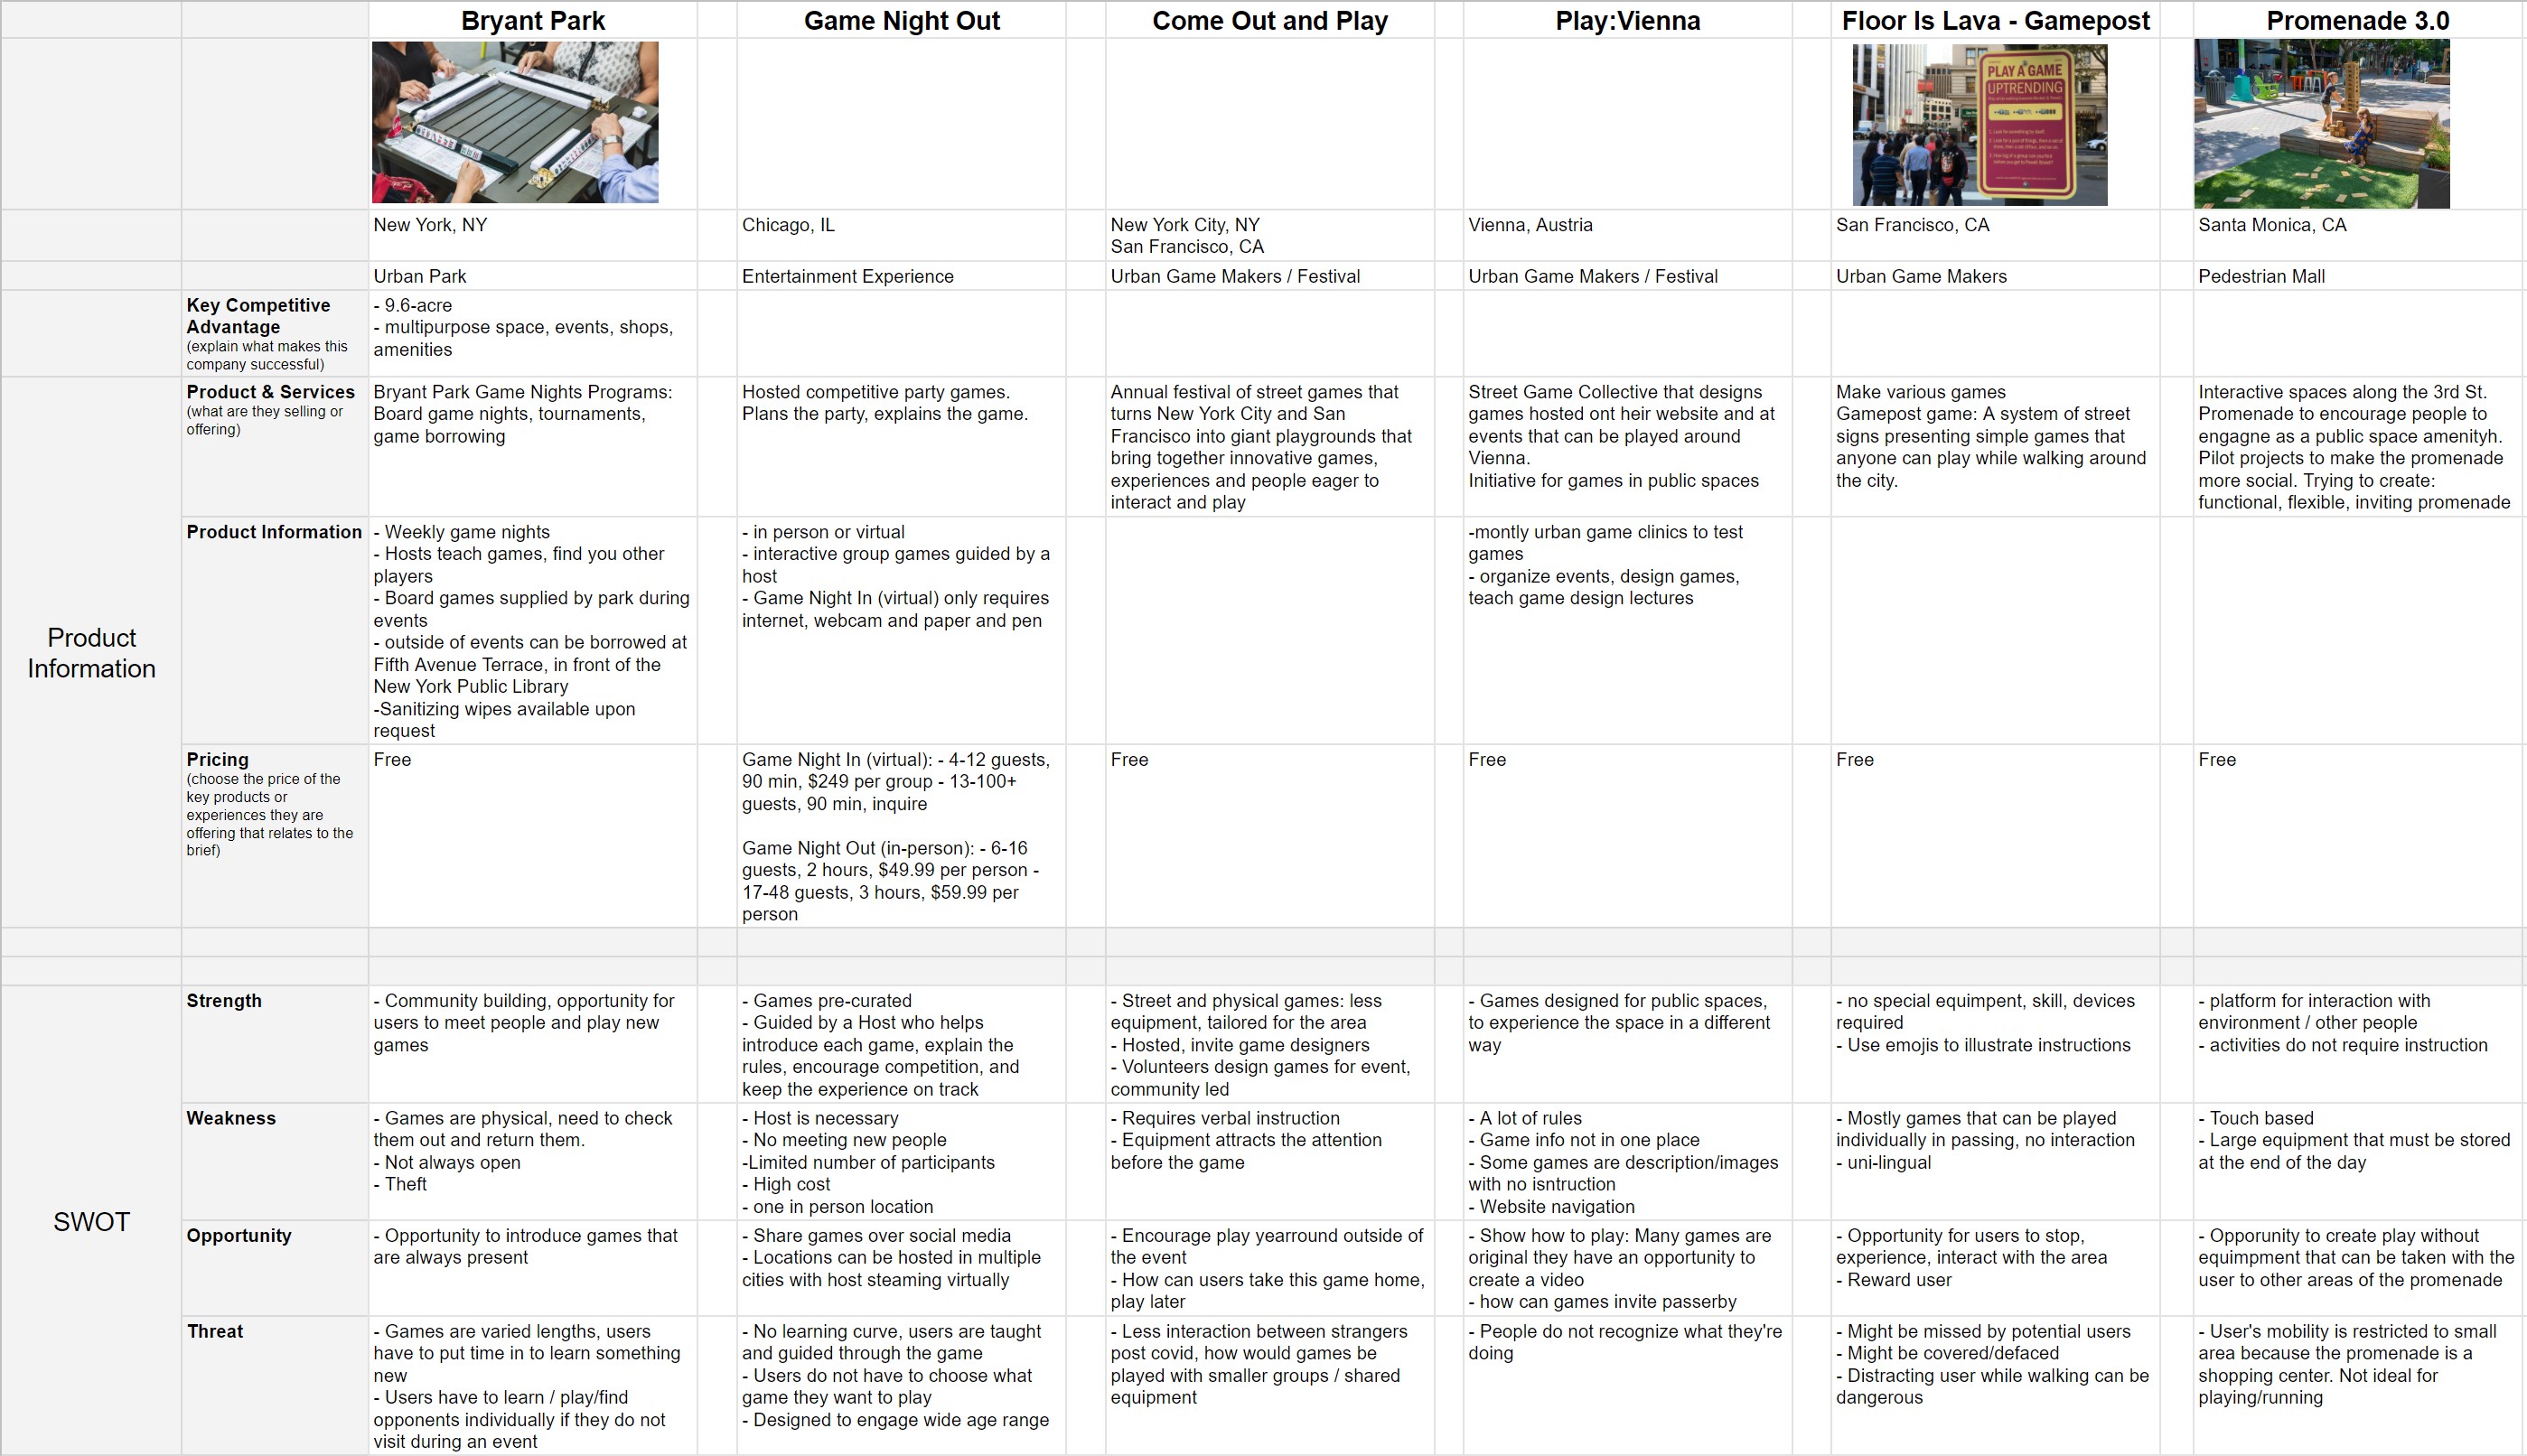 Bryant Park
Game Night Out
Come Out and Play
Play:Vienna
Floor Is Lava - Gamepost
Promenade 3.0
PLAY A GAME
UPTRENDING
New York, NY
Chicago, IL
New York City, NY
San Francisco, CA
Vienna, Austria
San Francisco, CA
Santa Monica, CA
Urban Park
Entertainment Experience
Urban Game Makers / Festival
Urban Game Makers / Festival
Urban Game Makers
Pedestrian Mall
Key Competitive
Advantage
(explain what makes this
company successful)
- 9.6-acre
- multipurpose space, events, shops,
amenities
Product
Information
Product & Services
(what are they selling or
offering)
Bryant Park Game Nights Programs:
Board game nights, tournaments,
game borrowing
Hosted competitive party games.
Plans the party, explains the game.
Annual festival of street games that
turns New York City and San
Francisco into giant playgrounds that
bring together innovative games,
experiences and people eager to
interact and play
Street Game Collective that designs
games hosted ont heir website and at
events that can be played around
Vienna.
Initiative for games in public spaces
Make various games
Gamepost game: A system of street
signs presenting simple games that
anyone can play while walking around
the city.
Interactive spaces along the 3rd St.
Promenade to encourage people to
engagne as a public space amenityh.
Pilot projects to make the promenade
more social. Trying to create:
functional, flexible, inviting promenade
Product Information
- Weekly game nights
- Hosts teach games, find you other
players
- Board games supplied by park during
events
- outside of events can be borrowed at
Fifth Avenue Terrace, in front of the
New York Public Library
-Sanitizing wipes available upon
request
- in person or virtual
- interactive group games guided by a
host
- Game Night In (virtual) only requires
internet, webcam and paper and pen
-montly urban game clinics to test
games
- organize events, design games,
teach game design lectures
Pricing
(choose the price of the
key products or
experiences they are
offering that relates to the
brief)
Free
Game Night In (virtual): - 4-12 guests,
90 min, $249 per group - 13-100+
guests, 90 min, inquire
Game Night Out (in-person): - 6-16
guests, 2 hours, $49.99 per person -
17-48 guests, 3 hours, $59.99 per
person
Free
Free
Free
Free
SWOT
Strength
- Community building, opportunity for
users to meet people and play new
games
- Games pre-curated
- Guided by a Host who helps
introduce each game, explain the
rules, encourage competition, and
keep the experience on track
- Street and physical games: less
equipment, tailored for the area
- Hosted, invite game designers
- Volunteers design games for event,
community led
- Games designed for public spaces,
to experience the space in a different
way
- no special equimpent, skill, devices
required
- Use emojis to illustrate instructions
- platform for interaction with
environment / other people
- activities do not require instruction
Weakness
- Games are physical, need to check
them out and return them.
- Not always open
- Theft
- Host is necessary
- No meeting new people
-Limited number of participants
- High cost
- one in person location
- Requires verbal instruction
- Equipment attracts the attention
before the game
- A lot of rules
- Game info not in one place
- Some games are description/images
with no isntruction
- Website navigation
- Mostly games that can be played
individually in passing, no interaction
- uni-lingual
- Touch based
- Large equipment that must be stored
at the end of the day
Opportunity
- Opportunity to introduce games that
are always present
- Share games over social media
- Locations can be hosted in multiple
cities with host steaming virtually
- Encourage play yearround outside of
the event
- How can users take this game home,
play later
- Show how to play: Many games are
original they have an opportunity to
create a video
- how can games invite passerby
- Opportunity for users to stop,
experience, interact with the area
- Reward user
- Opporunity to create play without
equimpment that can be taken with the
user to other areas of the promenade
Threat
- Games are varied lengths, users
have to put time in to learn something
new
- Users have to learn / play/find
opponents individually if they do not
visit during an event
- No learning curve, users are taught
and guided through the game
- Users do not have to choose what
game they want to play
- Designed to engage wide age range
- Less interaction between strangers
post covid, how would games be
played with smaller groups / shared
equipment
- People do not recognize what they're
doing
- Might be missed by potential users
- Might be covered/defaced
- Distracting user while walking can be
dangerous
- User's mobility is restricted to small
area because the promenade is a
shopping center. Not ideal for
playing/running